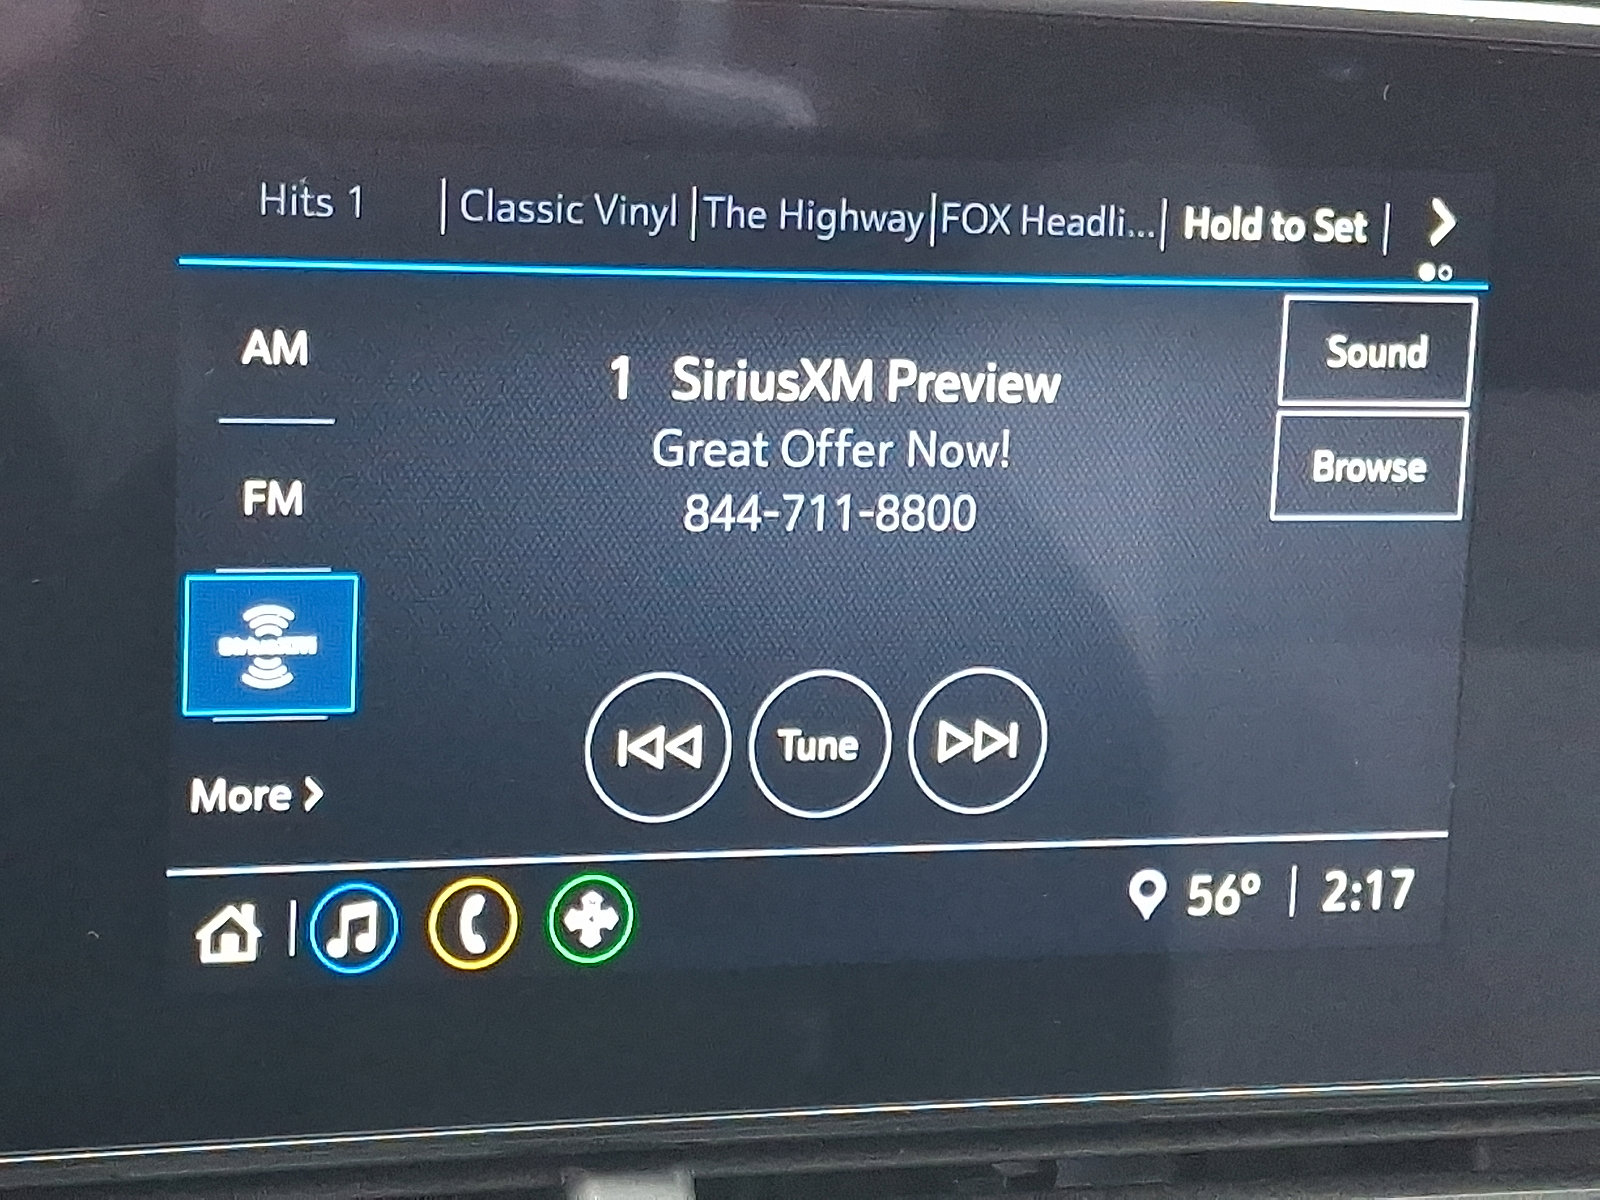 Hits 1 | Classic Vinyl | The Highway | FOX Headli... | Hold to Set |
AM
1 SiriusXM Preview
Sound
Great Offer Now!
Browse
FM
844-711-8800
SiriusXM
Tune
More
56° | 2:17